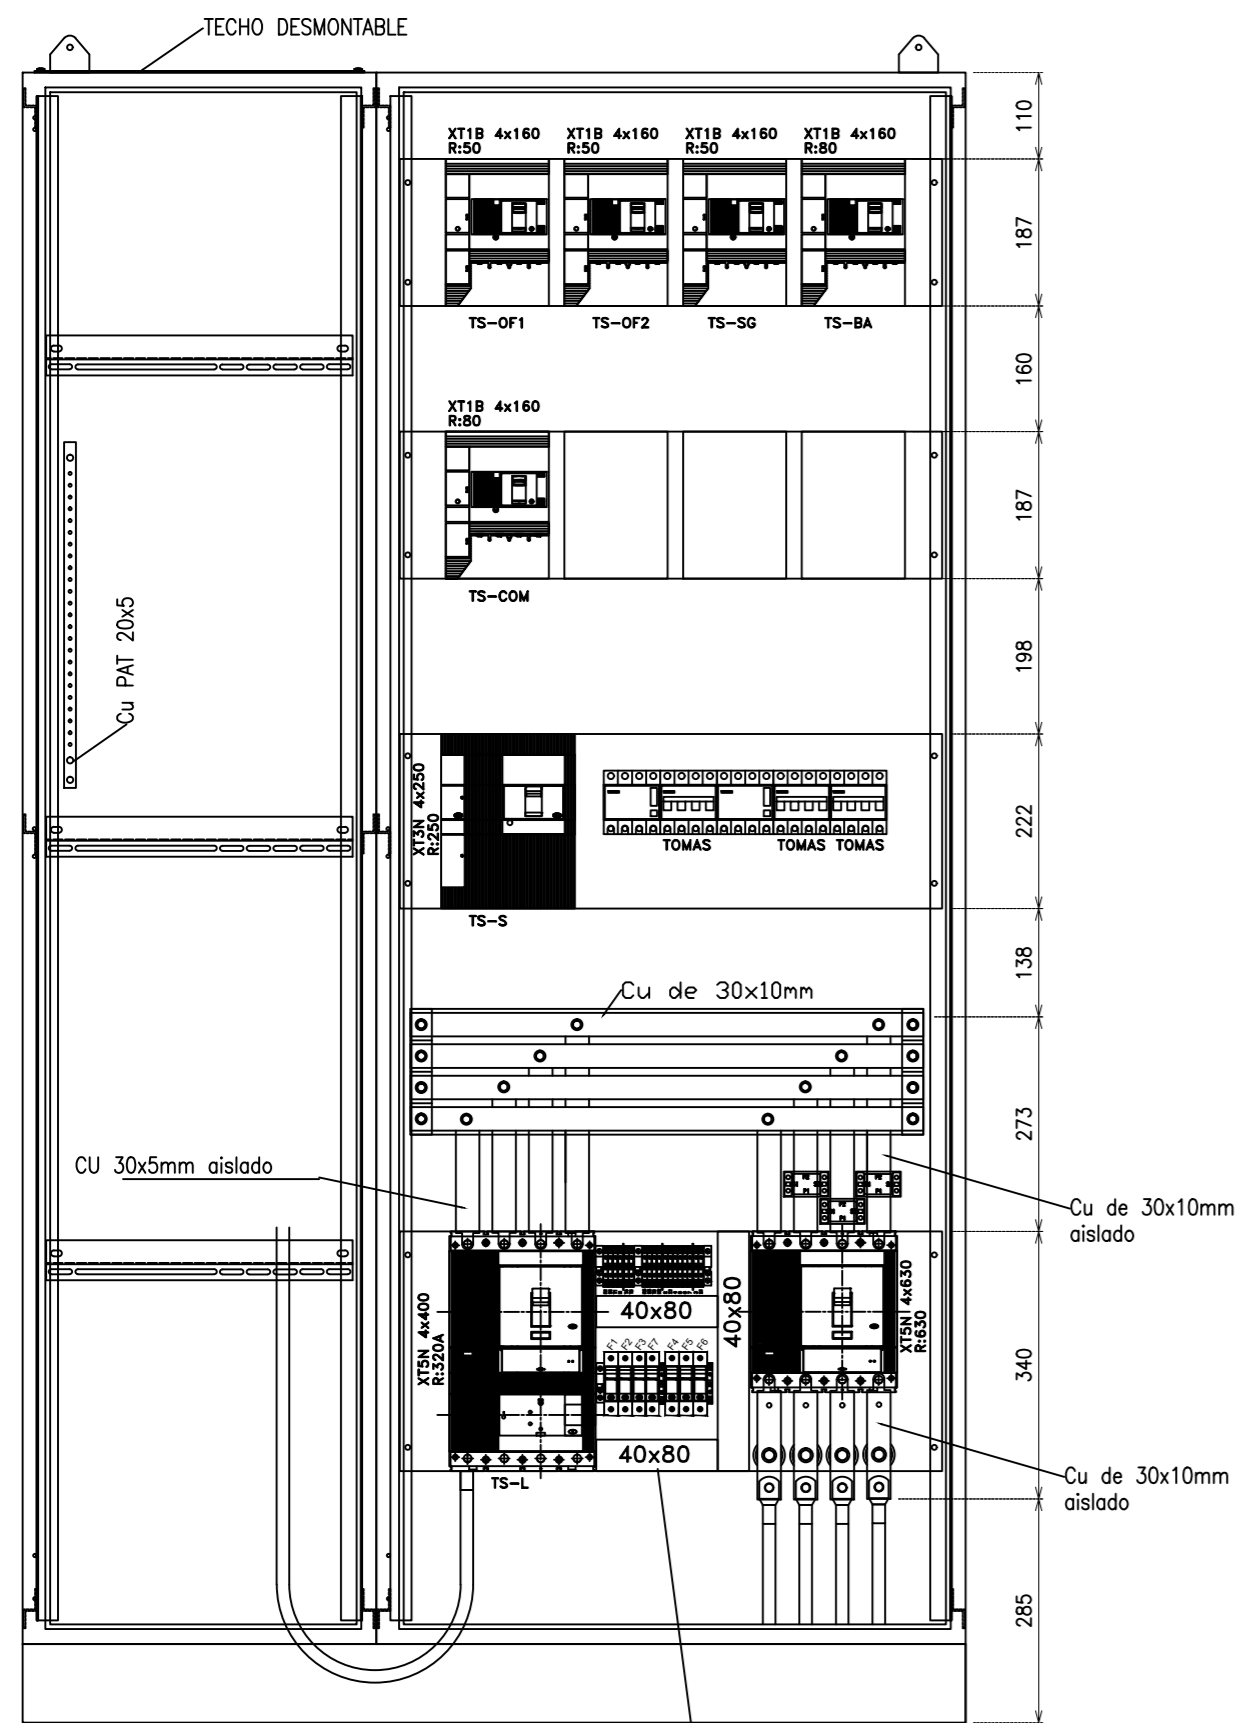 TECHO DESMONTABLE
110
XT1B 4x160
R:50
XT1B 4x160
R:50
XT1B 4x160
R:50
XT1B 4x160
R:80
187
TS-OF1
TS-OF2
TS-SG
TS-BA
160
XT1B 4x160
R:80
187
TS-COM
Cu PAT 20x5
198
XT3N 4x250
R:250
222
TOMAS
TOMAS
TOMAS
TS-S
138
Cu de 30x10mm
273
CU 30x5mm aislado
Cu de 30x10mm
aislado
XT5N 4x400
R:320A
40x80
40x80
XT5N 4x630
R:630
F1
F2
F3
F7
F4
F5
F6
340
40x80
TS-L
Cu de 30x10mm
aislado
285